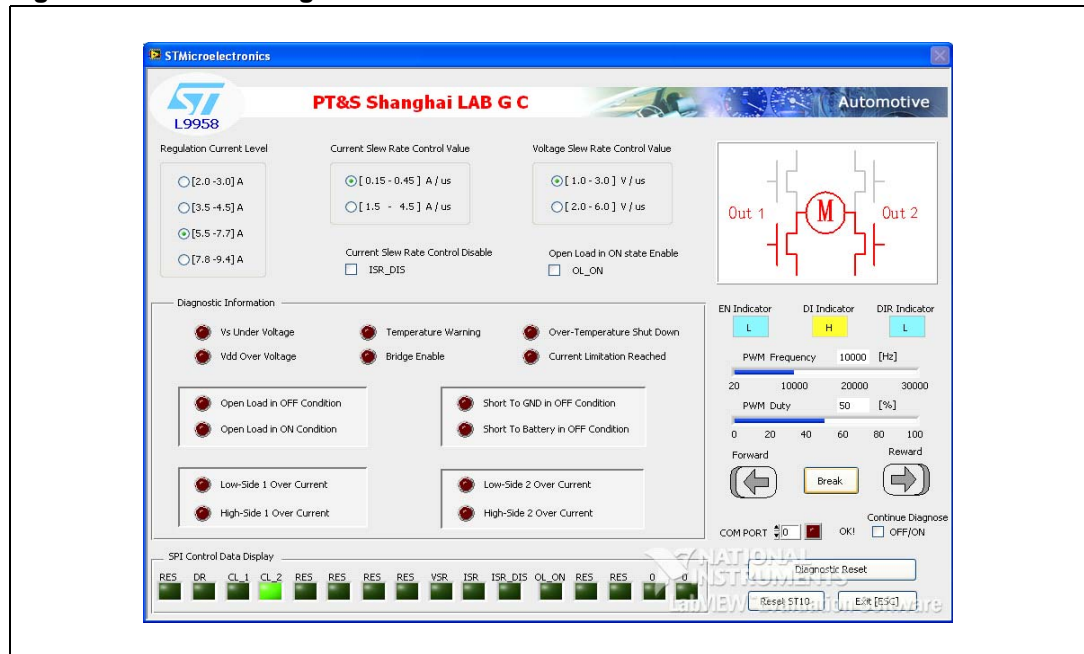 STMicroelectronics
ST
L9958
PT&S Shanghai LAB G C
Automotive
Regulation Current Level
[2.0 -3.0] A
[3.5 -4.5] A
[5.5 -7.7] A
[7.8 -9.4] A
Current Slew Rate Control Value
[ 0.15 - 0.45 ] A / us
[ 1.5 - 4.5 ] A / us
Current Slew Rate Control Disable
ISR_DIS
Voltage Slew Rate Control Value
[ 1.0 - 3.0 ] V / us
[ 2.0 - 6.0 ] V / us
Open Load in ON state Enable
OL_ON
Out 1
M
Out 2
Diagnostic Information
Vs Under Voltage
Temperature Warning
Over-Temperature Shut Down
Vdd Over Voltage
Bridge Enable
Current Limitation Reached
Open Load in OFF Condition
Open Load in ON Condition
Short To GND in OFF Condition
Short To Battery in OFF Condition
Low-Side 1 Over Current
High-Side 1 Over Current
Low-Side 2 Over Current
High-Side 2 Over Current
EN Indicator DI Indicator DIR Indicator
L H L
PWM Frequency 10000 [Hz]
20 10000 20000 30000
PWM Duty 50 [%]
0 20 40 60 80 100
Forward Reward
Break
Continue Diagnose
COM PORT 0 OK! OFF/ON
SPI Control Data Display
RES DR CL_1 CL_2 RES RES RES RES VSR ISR ISR_DIS OL_ON RES RES 0 0
Diagnostic Reset
Reset ST10 Exit [ESC]
NATIONAL
INSTRUMENTS
LabVIEW Evaluation Software